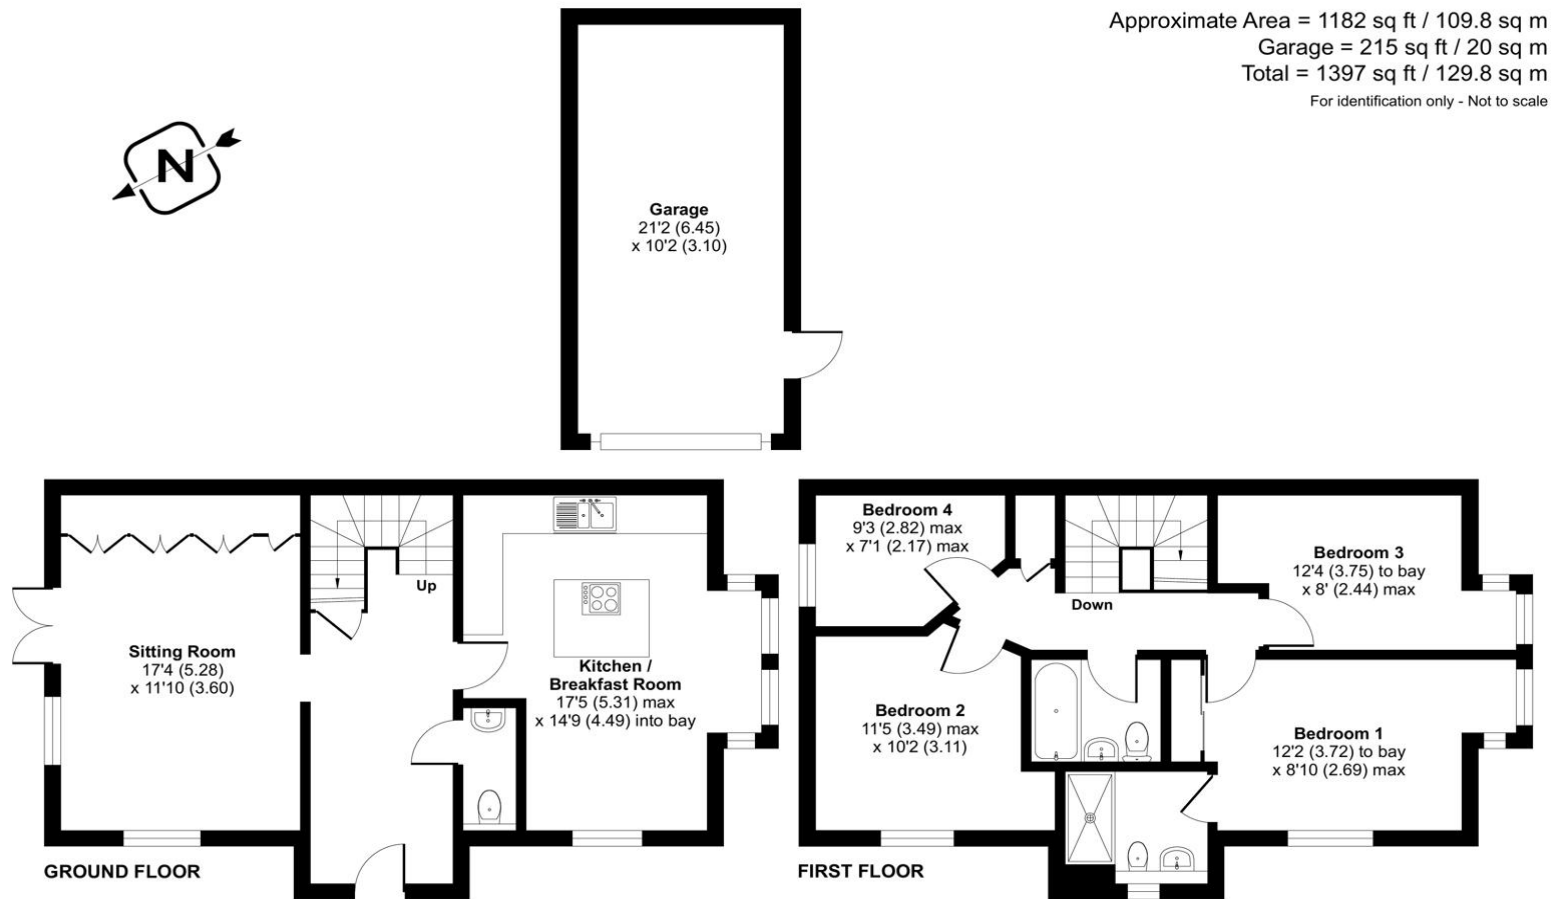 Approximate Area = 1182 sq ft / 109.8 sq m
Garage = 215 sq ft / 20 sq m
Total = 1397 sq ft / 129.8 sq m
For identification only - Not to scale
N
Garage
21'2 (6.45)
x 10'2 (3.10)
Up
Sitting Room
17'4 (5.28)
x 11'10 (3.60)
Kitchen /
Breakfast Room
17'5 (5.31) max
x 14'9 (4.49) into bay
GROUND FLOOR
Bedroom 4
9'3 (2.82) max
x 7'1 (2.17) max
Down
Bedroom 3
12'4 (3.75) to bay
x 8' (2.44) max
Bedroom 2
11'5 (3.49) max
x 10'2 (3.11)
Bedroom 1
12'2 (3.72) to bay
x 8'10 (2.69) max
FIRST FLOOR